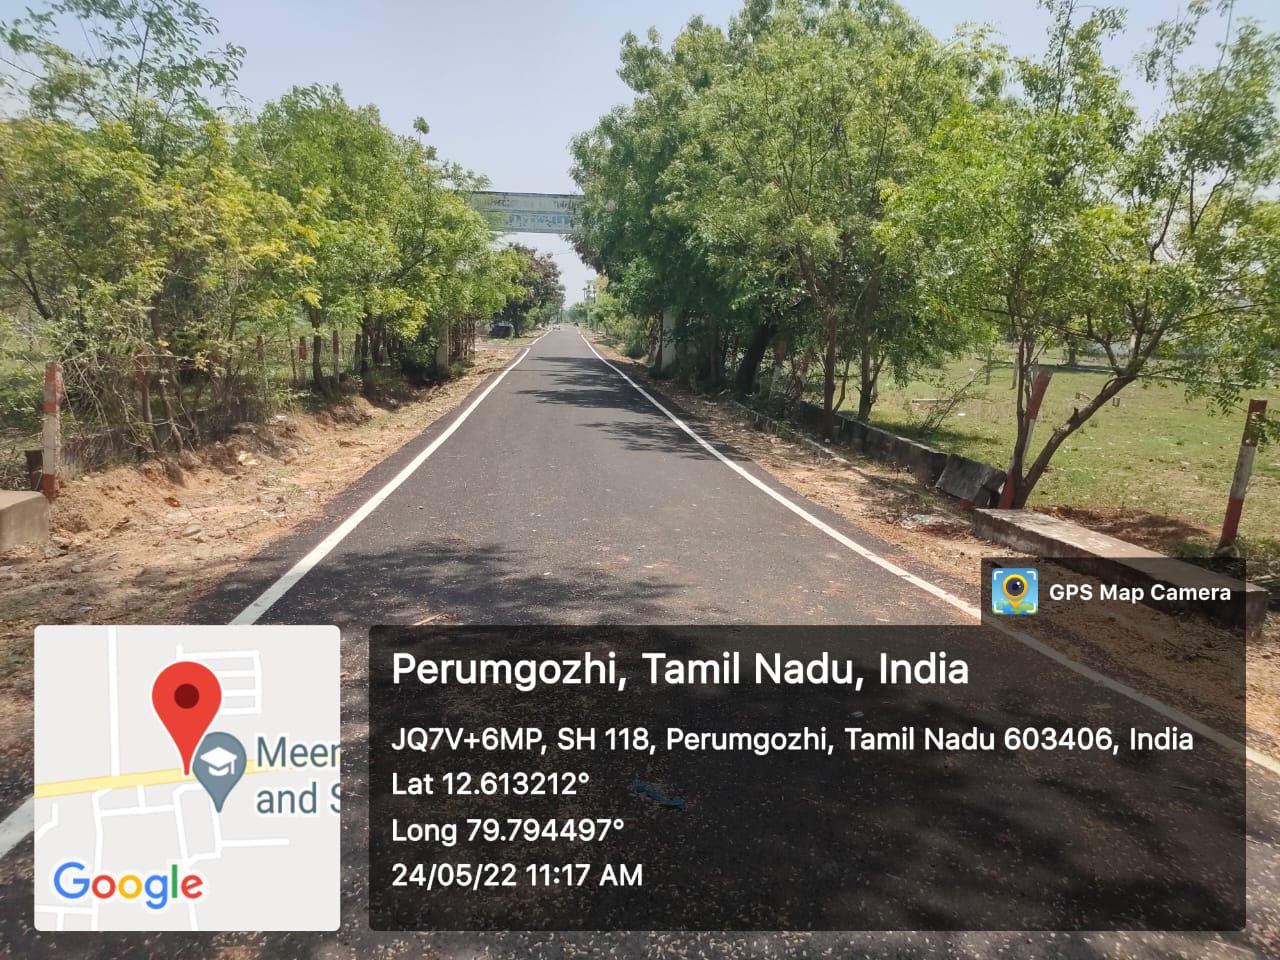 GPS Map Camera
Perumgozhi, Tamil Nadu, India
JQ7V+6MP, SH 118, Perumgozhi, Tamil Nadu 603406, India
Lat 12.613212°
Long 79.794497°
24/05/22 11:17 AM
Meer
and S
Google